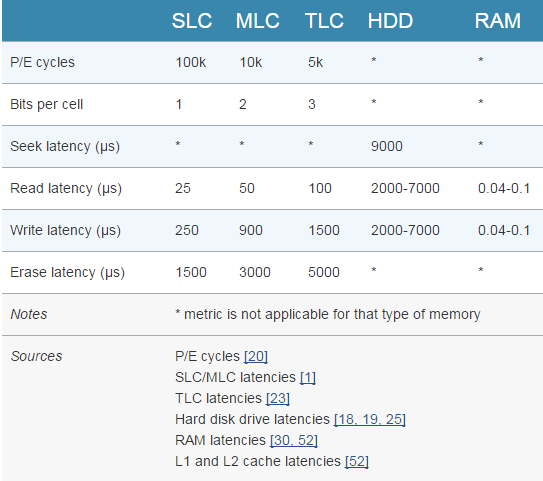 SLC MLC TLC HDD RAM
P/E cycles 100k 10k 5k * *
Bits per cell 1 2 3 * *
Seek latency (μs) * * * 9000 *
Read latency (μs) 25 50 100 2000-7000 0.04-0.1
Write latency (μs) 250 900 1500 2000-7000 0.04-0.1
Erase latency (μs) 1500 3000 5000 * *
Notes * metric is not applicable for that type of memory
Sources P/E cycles [20]
SLC/MLC latencies [1]
TLC latencies [23]
Hard disk drive latencies [18, 19, 25]
RAM latencies [30, 52]
L1 and L2 cache latencies [52]